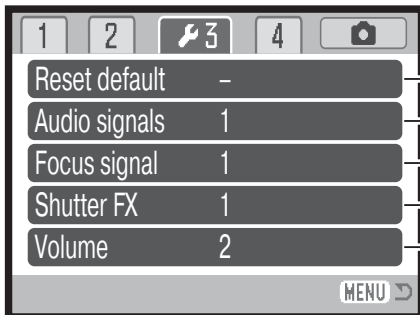 1 2 3 4
Reset default –
Audio signals 1
Focus signal 1
Shutter FX 1
Volume 2
MENU